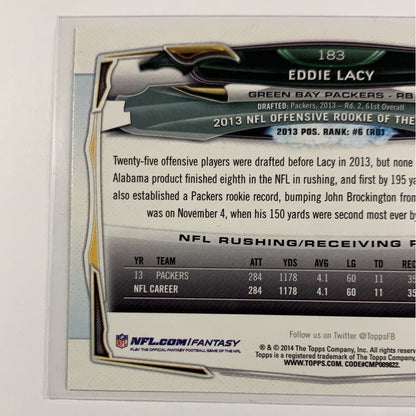 183
EDDIE LACY
GREEN BAY PACKERS - RB
DRAFTED: Packers, 2013 – Rd. 2, 61st Overall
2013 NFL OFFENSIVE ROOKIE OF THE
2013 POS. RANK: #6 (RB)
Twenty-five offensive players were drafted before Lacy in 2013, but none
Alabama product finished eighth in the NFL in rushing, and first by 195 ya
also established a Packers rookie record, bumping John Brockington from
was on November 4, when his 150 yards were second most ever by
NFL RUSHING/RECEIVING
YR TEAM ATT YDS AVG LG TD REC
13 PACKERS 284 1178 4.1 60 11 35
NFL CAREER 284 1178 4.1 60 11 35
Follow us on Twitter @ToppsFB
NFL NFL.COM/FANTASY
PLAY THE OFFICIAL FANTASY FOOTBALL GAME OF THE NFL
® & © 2014 The Topps Company, Inc. All rights reserve
Topps is a registered trademark of The Topps Compan
WWW.TOPPS.COM. CODE#CMP009822.